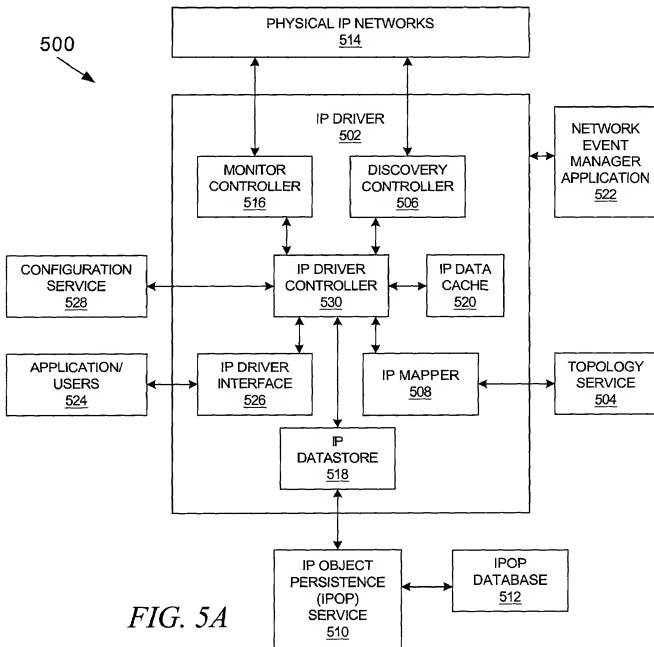 PHYSICAL IP NETWORKS
514
500
IP DRIVER
502
NETWORK
EVENT
MANAGER
APPLICATION
522
MONITOR
CONTROLLER
516
DISCOVERY
CONTROLLER
506
CONFIGURATION
SERVICE
528
IP DRIVER
CONTROLLER
530
IP DATA
CACHE
520
APPLICATION/
USERS
524
IP DRIVER
INTERFACE
526
IP MAPPER
508
TOPOLOGY
SERVICE
504
IP
DATASTORE
518
IP OBJECT
PERSISTENCE
(IPOP)
SERVICE
510
IPOP
DATABASE
512
FIG. 5A